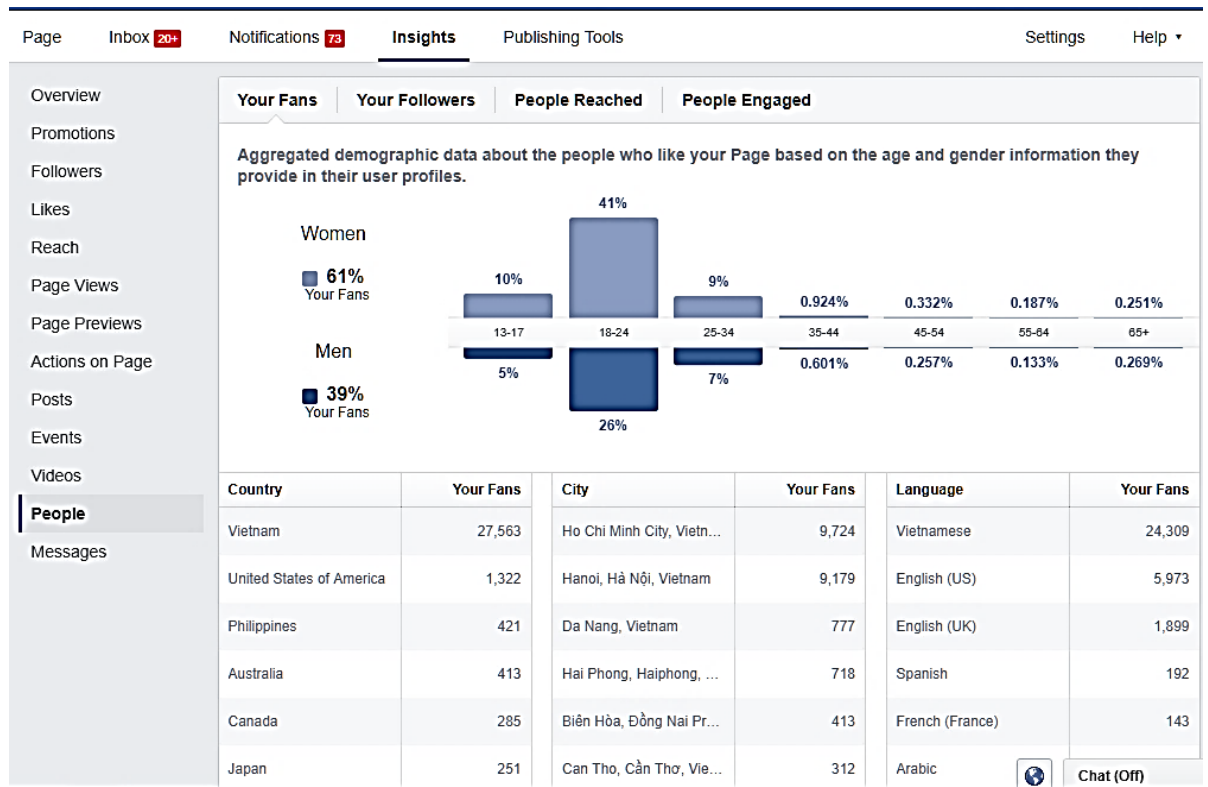 Page Inbox 20+ Notifications 73 Insights Publishing Tools Settings Help
Overview
Promotions
Followers
Likes
Reach
Page Views
Page Previews
Actions on Page
Posts
Events
Videos
People
Messages
Your Fans Your Followers People Reached People Engaged
Aggregated demographic data about the people who like your Page based on the age and gender information they
provide in their user profiles.
Women
61%
Your Fans
10% 41% 9% 0.924% 0.332% 0.187% 0.251%
13-17 18-24 25-34 35-44 45-54 55-64 65+
Men
39%
Your Fans
5% 26% 7% 0.601% 0.257% 0.133% 0.269%
Country Your Fans City Your Fans Language Your Fans
Vietnam 27,563 Ho Chi Minh City, Vietn... 9,724 Vietnamese 24,309
United States of America 1,322 Hanoi, Hà Nội, Vietnam 9,179 English (US) 5,973
Philippines 421 Da Nang, Vietnam 777 English (UK) 1,899
Australia 413 Hai Phong, Haiphong, ... 718 Spanish 192
Canada 285 Biên Hòa, Đồng Nai Pr... 413 French (France) 143
Japan 251 Can Tho, Cần Thơ, Vie... 312 Arabic
Chat (Off)